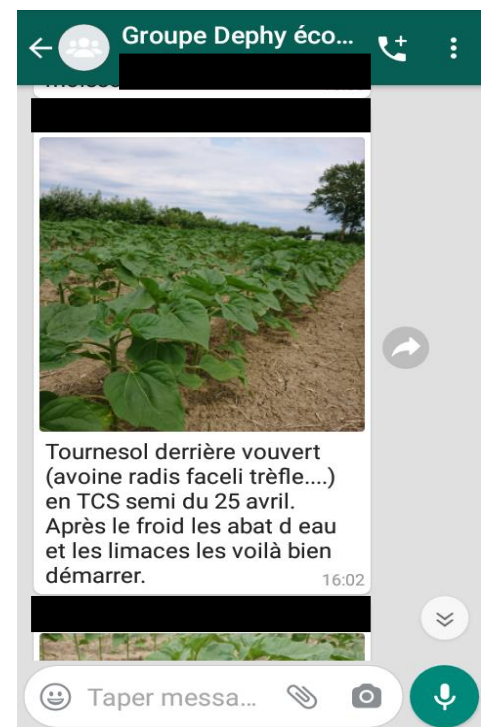 Groupe Dephy éco...
Tournesol derrière vouvert
(avoine radis faceli trèfle....)
en TCS semi du 25 avril.
Après le froid les abat d eau
et les limaces les voilà bien
démarrer.
16:02
Taper messa...